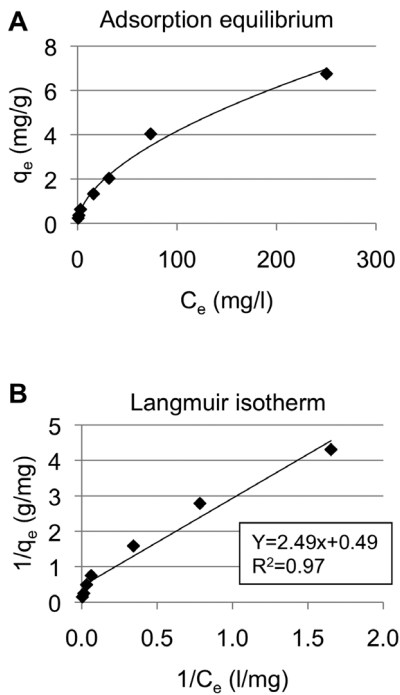 A
Adsorption equilibrium
qe (mg/g)
8
6
4
2
0
0 100 200 300
Ce (mg/l)
B
Langmuir isotherm
1/qe (g/mg)
5
4
3
2
1
0
Y=2.49x+0.49
R2=0.97
0.0 0.5 1.0 1.5 2.0
1/Ce (l/mg)